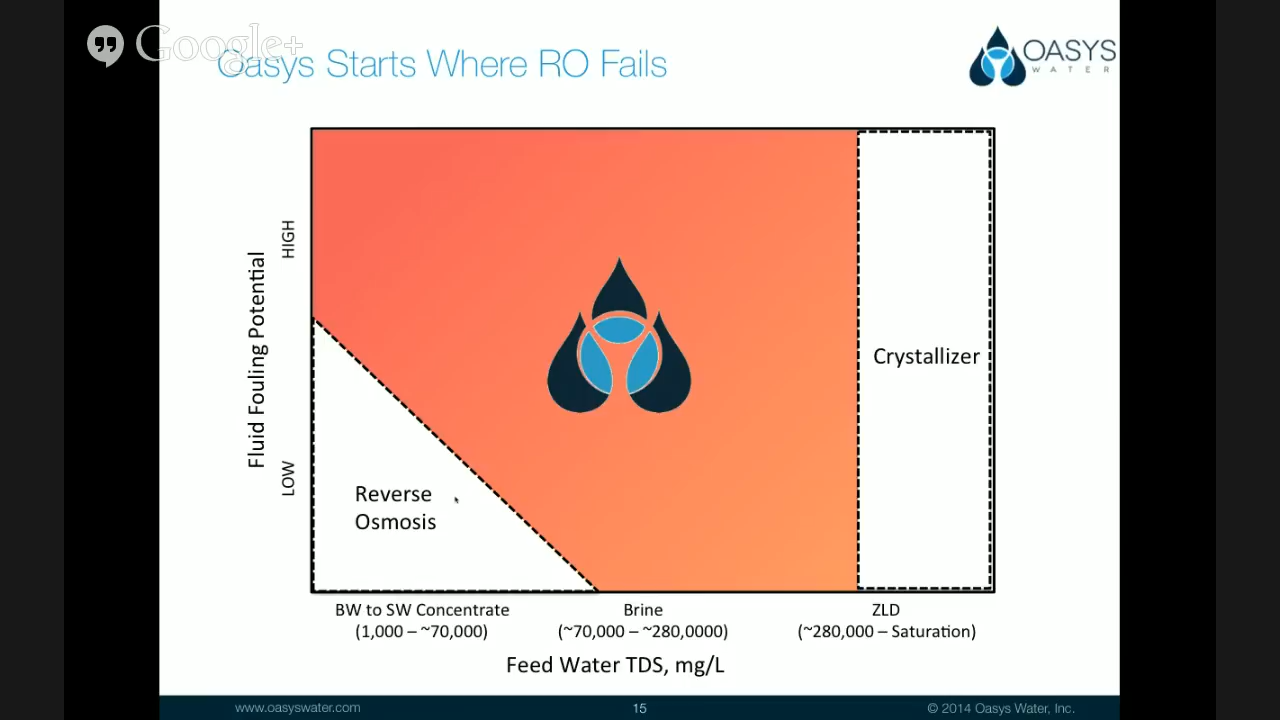 Google+
Oasys Starts Where RO Fails
OASYS
WATER
HIGH
Fluid Fouling Potential
LOW
Crystallizer
Reverse
Osmosis
BW to SW Concentrate
(1,000 – ~70,000)
Brine
(~70,000 – ~280,0000)
ZLD
(~280,000 – Saturation)
Feed Water TDS, mg/L
www.oasyswater.com
15
© 2014 Oasys Water, Inc.